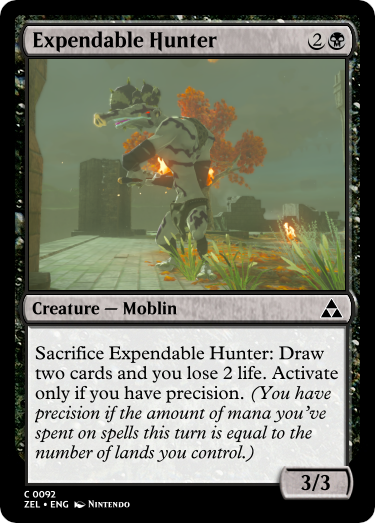 Expendable Hunter 2
Creature — Moblin
Sacrifice Expendable Hunter: Draw
two cards and you lose 2 life. Activate
only if you have precision. (You have
precision if the amount of mana you've
spent on spells this turn is equal to the
number of lands you control.)
3/3
C 0092
ZEL • ENG Nintendo